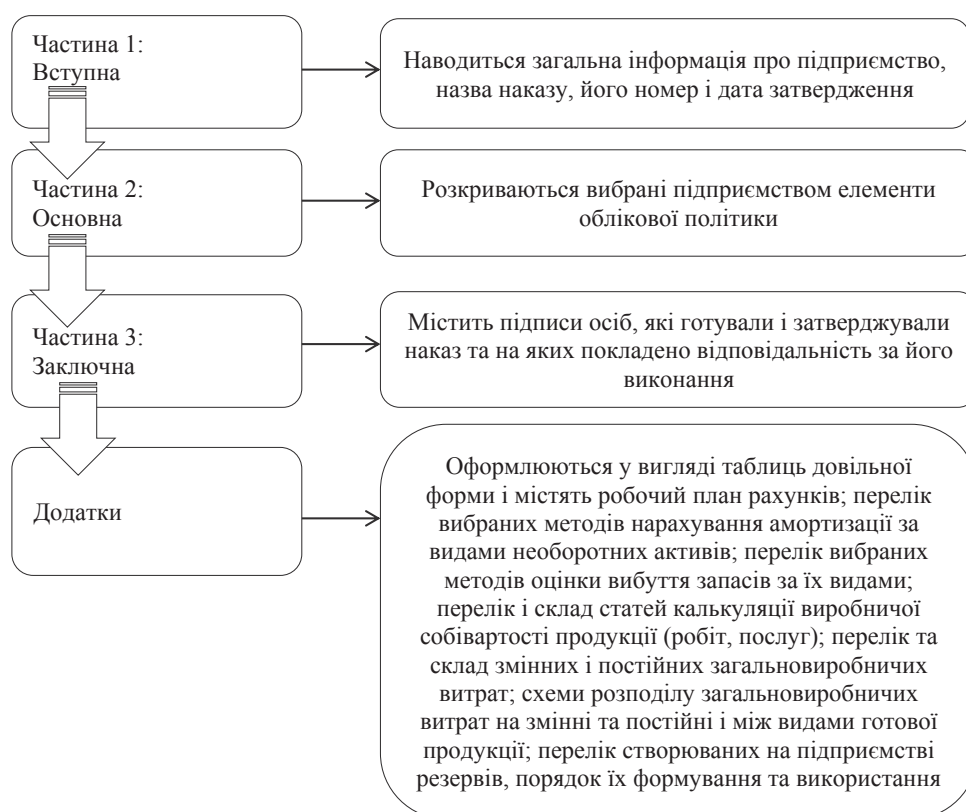 Частина 1:
Вступна
Наводиться загальна інформація про підприємство,
назва наказу, його номер і дата затвердження
Частина 2:
Основна
Розкриваються вибрані підприємством елементи
облікової політики
Частина 3:
Заключна
Містить підписи осіб, які готували і затверджували
наказ та на яких покладено відповідальність за його
виконання
Додатки
Оформлюються у вигляді таблиць довільної
форми і містять робочий план рахунків; перелік
вибраних методів нарахування амортизації за
видами необоротних активів; перелік вибраних
методів оцінки вибуття запасів за їх видами;
перелік і склад статей калькуляції виробничої
собівартості продукції (робіт, послуг); перелік та
склад змінних і постійних загальновиробничих
витрат; схеми розподілу загальновиробничих
витрат на змінні та постійні і між видами готової
продукції; перелік створюваних на підприємстві
резервів, порядок їх формування та використання